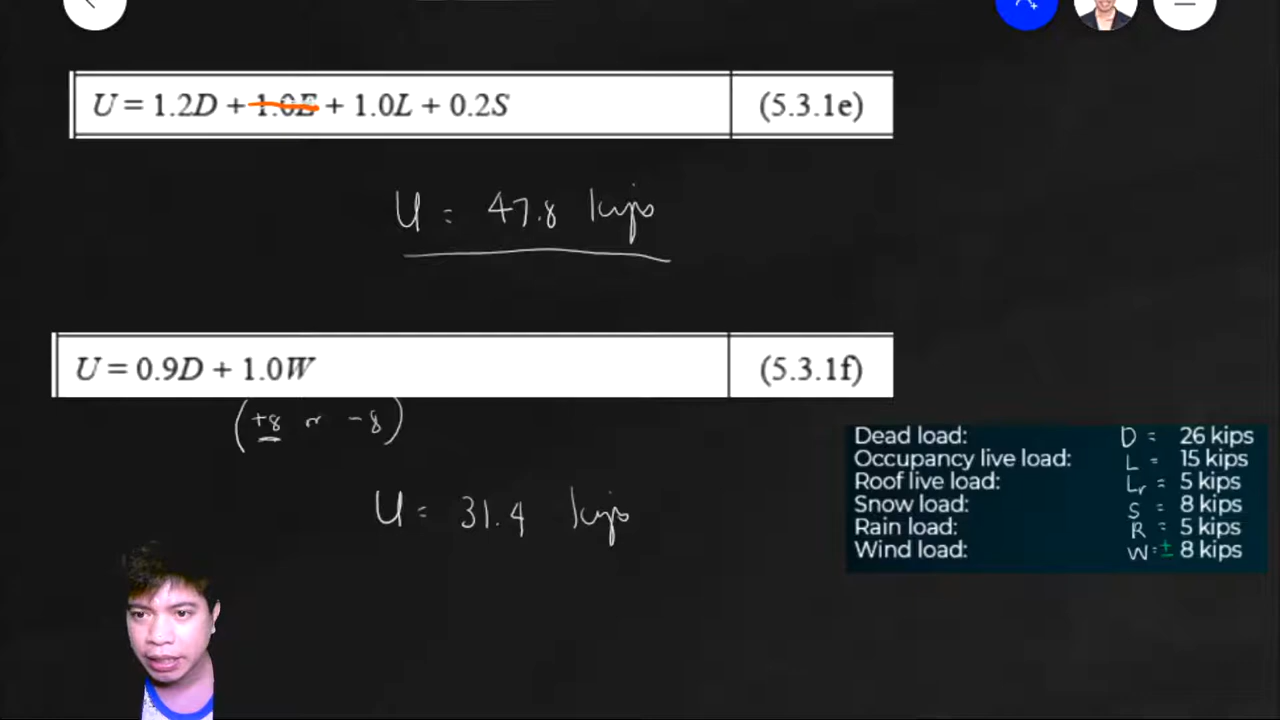 U = 1.2D + 1.0E + 1.0L + 0.2S (5.3.1e)
U = 47.8 kips
U = 0.9D + 1.0W (5.3.1f)
(+8 or -8)
U = 31.4 kips
Dead load: D = 26 kips
Occupancy live load: L = 15 kips
Roof live load: Lr = 5 kips
Snow load: S = 8 kips
Rain load: R = 5 kips
Wind load: W = ± 8 kips